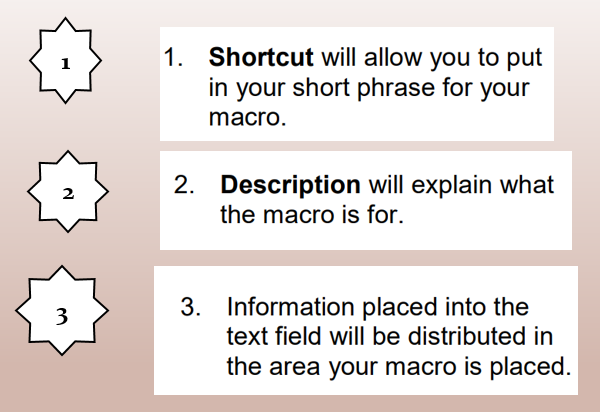 1
1. Shortcut will allow you to put
in your short phrase for your
macro.
2
2. Description will explain what
the macro is for.
3
3. Information placed into the
text field will be distributed in
the area your macro is placed.